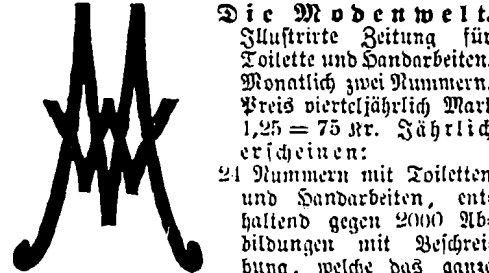 Die Modenwelt.
Illustrirte Zeitung für
Toilette und Handarbeiten.
Monatlich zwei Nummern.
Preis vierteljährlich Mark
1,25 = 75 Kr. Jährlich
erscheinen:
24 Nummern mit Toiletten
und Handarbeiten, ent-
haltend gegen 2000 Ab-
bildungen mit Beschrei-
bung, welche das ganze